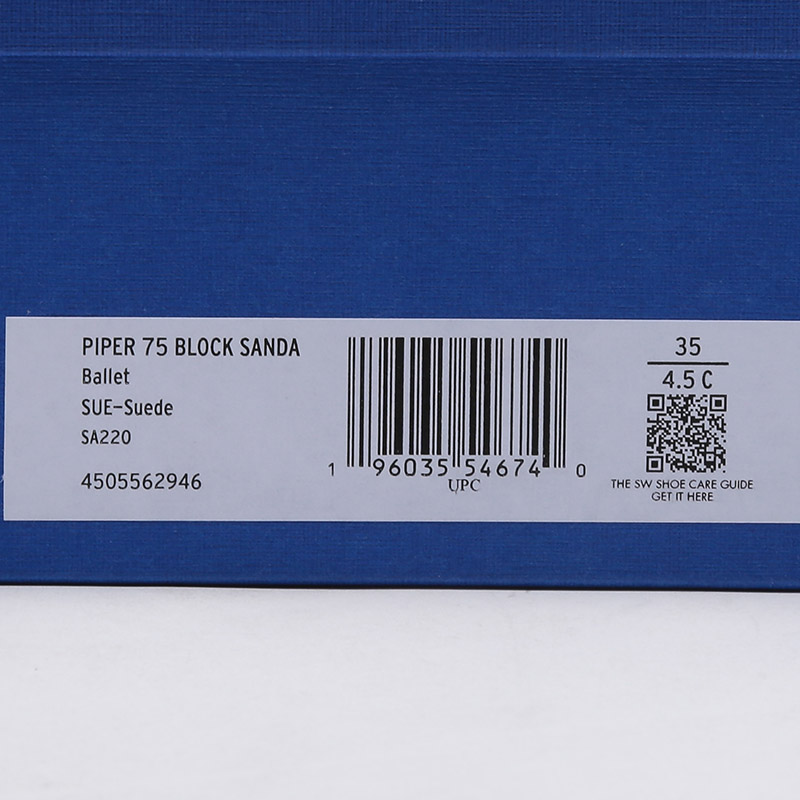 PIPER 75 BLOCK SANDA
Ballet
SUE-Suede
SA220
4505562946
1 96035 54674 0
UPC
35
4.5 C
THE SW SHOE CARE GUIDE
GET IT HERE